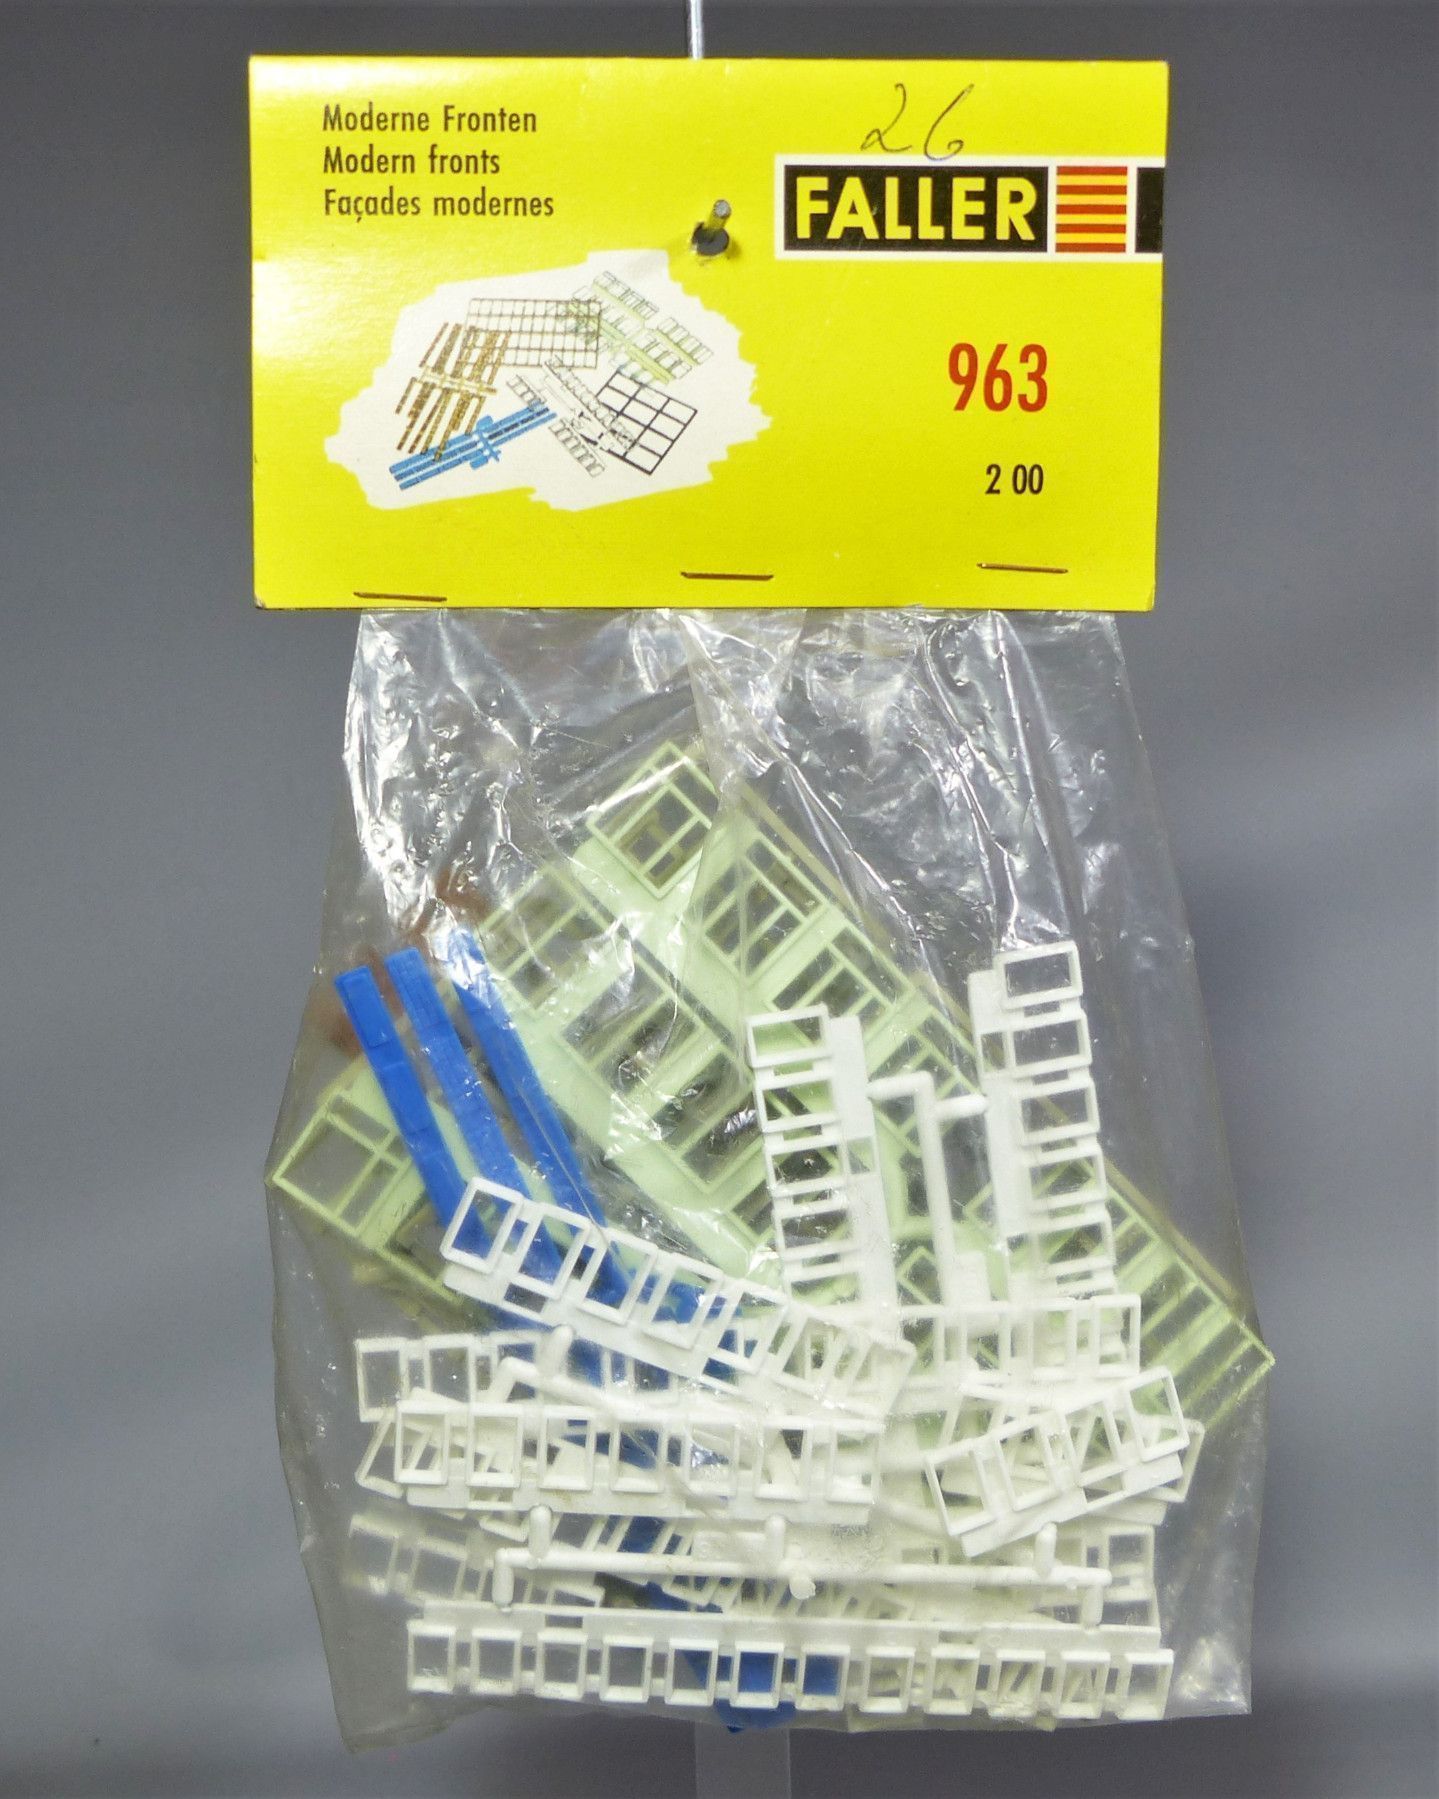 Moderne Fronten
Modern fronts
Façades modernes
26
FALLER
963
2 00